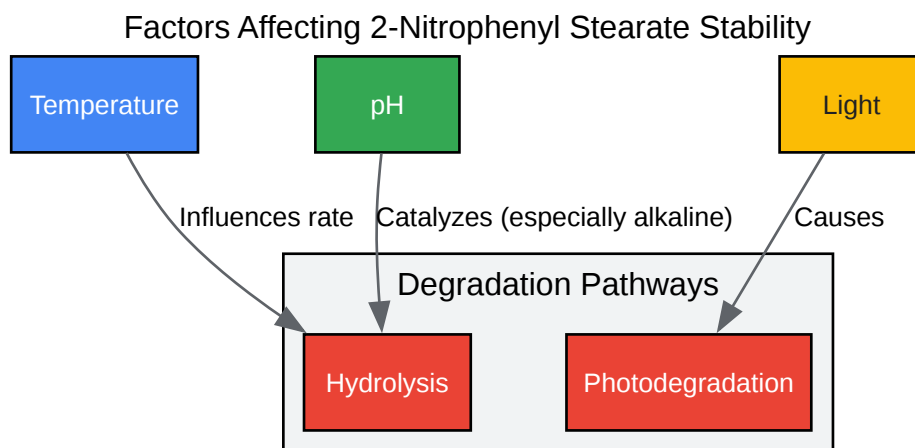 Factors Affecting 2-Nitrophenyl Stearate Stability
Temperature
pH
Light
Influences rate
Catalyzes (especially alkaline)
Causes
Degradation Pathways
Hydrolysis
Photodegradation